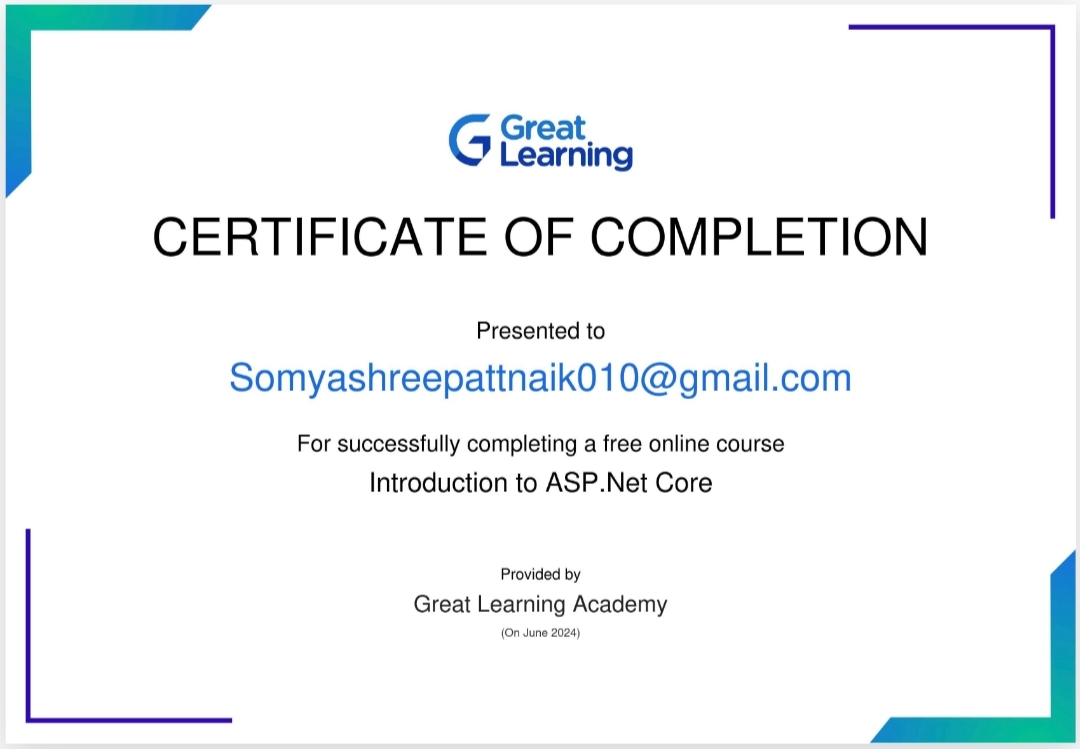 Great
Learning
CERTIFICATE OF COMPLETION
Presented to
Somyashreepattnaik010@gmail.com
For successfully completing a free online course
Introduction to ASP.Net Core
Provided by
Great Learning Academy
(On June 2024)